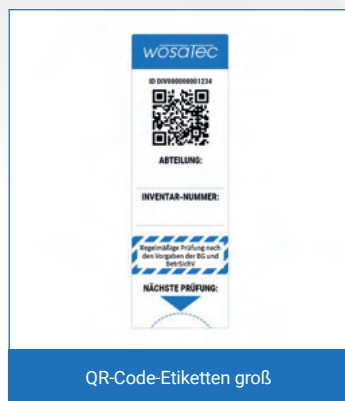 wosatec
ID DIV000000001234
ABTEILUNG:
INVENTAR-NUMMER:
Regelmäßige Prüfung nach
den Vorgaben der BG und
BetrSichV
NÄCHSTE PRÜFUNG:
QR-Code-Etiketten groß